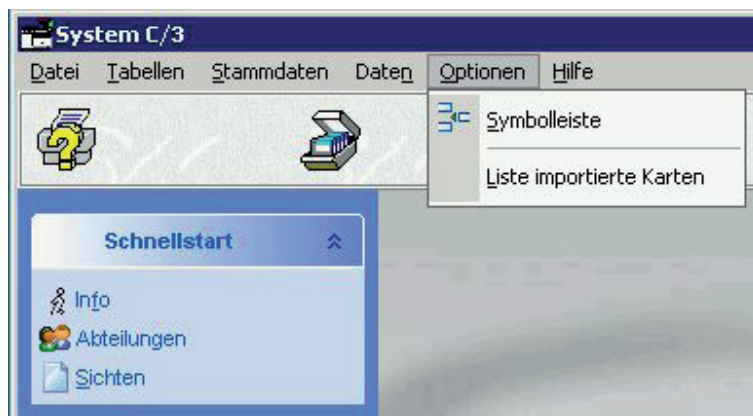 System C/3
Datei Tabellen Stammdaten Daten Optionen Hilfe
Symbolleiste
Liste importierte Karten
Schnellstart
Info
Abteilungen
Sichten